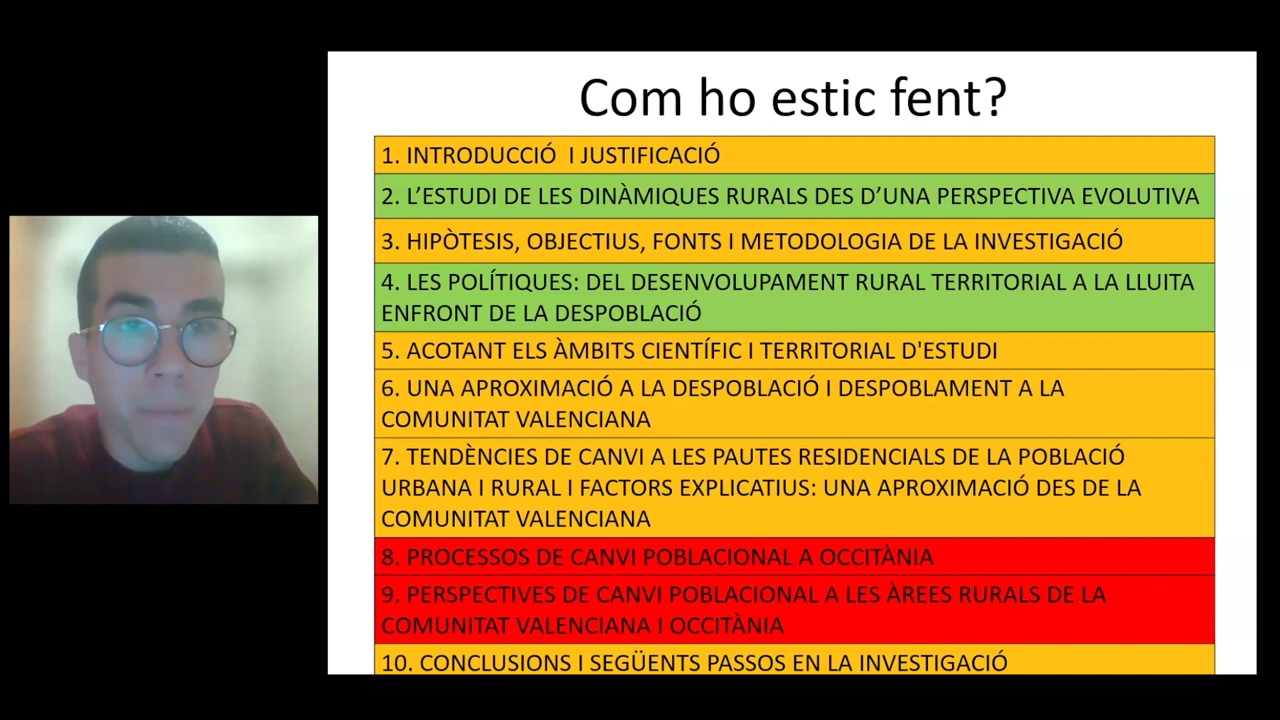 Com ho estic fent?
1. INTRODUCCIÓ  I JUSTIFICACIÓ
2. L’ESTUDI DE LES DINÀMIQUES RURALS DES D’UNA PERSPECTIVA EVOLUTIVA
3. HIPÒTESIS, OBJECTIUS, FONTS I METODOLOGIA DE LA INVESTIGACIÓ
4. LES POLÍTIQUES: DEL DESENVOLUPAMENT RURAL TERRITORIAL A LA LLUITA
ENFRONT DE LA DESPOBLACIÓ
5. ACOTANT ELS ÀMBITS CIENTÍFIC I TERRITORIAL D'ESTUDI
6. UNA APROXIMACIÓ A LA DESPOBLACIÓ I DESPOBLAMENT A LA
COMUNITAT VALENCIANA
7. TENDÈNCIES DE CANVI A LES PAUTES RESIDENCIALS DE LA POBLACIÓ
URBANA I RURAL I FACTORS EXPLICATIUS: UNA APROXIMACIÓ DES DE LA
COMUNITAT VALENCIANA
8. PROCESSOS DE CANVI POBLACIONAL A OCCITÀNIA
9. PERSPECTIVES DE CANVI POBLACIONAL A LES ÀREES RURALS DE LA
COMUNITAT VALENCIANA I OCCITÀNIA
10. CONCLUSIONS I SEGÜENTS PASSOS EN LA INVESTIGACIÓ